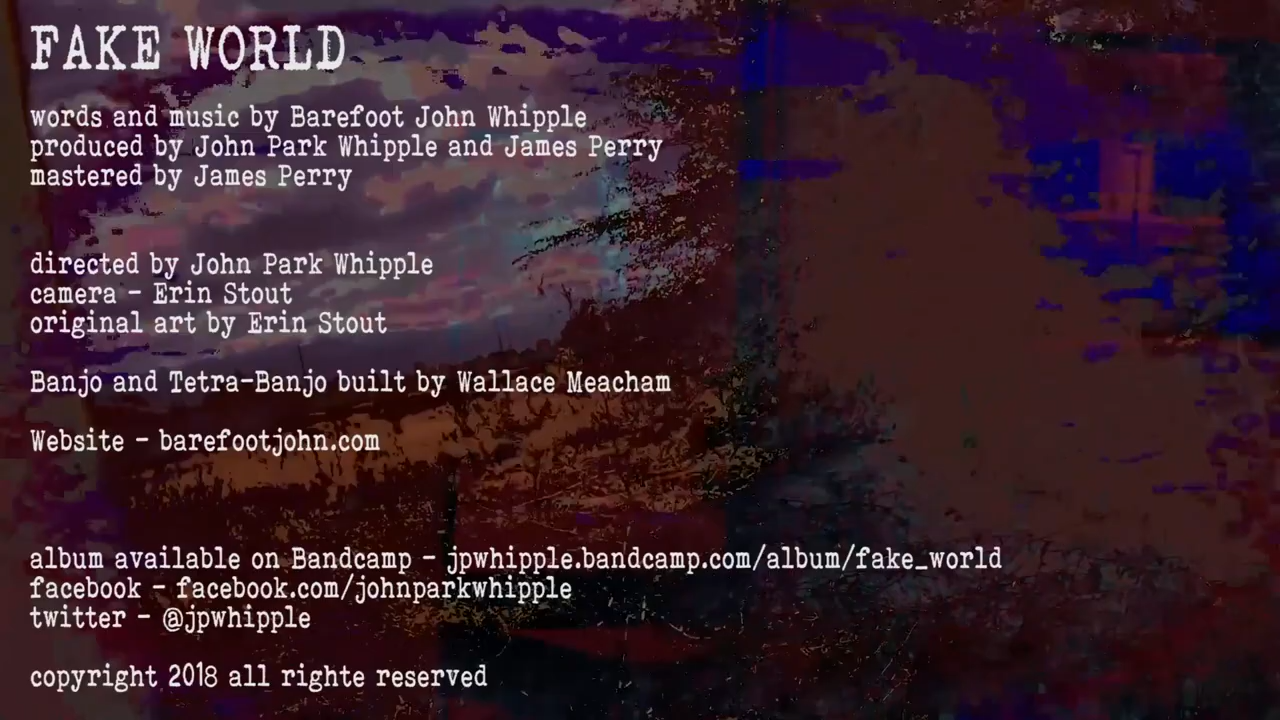 FAKE WORLD
words and music by Barefoot John Whipple
produced by John Park Whipple and James Perry
mastered by James Perry
directed by John Park Whipple
camera - Erin Stout
original art by Erin Stout
Banjo and Tetra-Banjo built by Wallace Meacham
Website - barefootjohn.com
album available on Bandcamp - jpwhipple.bandcamp.com/album/fake_world
facebook - facebook.com/johnparkwhipple
twitter - @jpwhipple
copyright 2018 all righte reserved